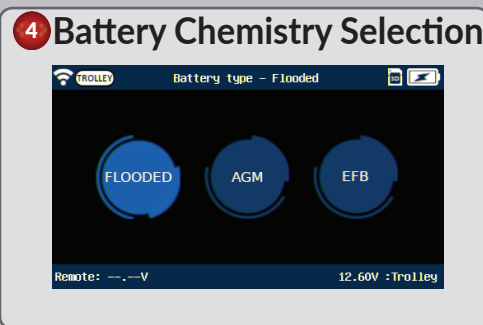 4 Battery Chemistry Selection
TROLLEY Battery type - Flooded SD
FLOODED AGM EFB
Remote: --.--V 12.60V :Trolley